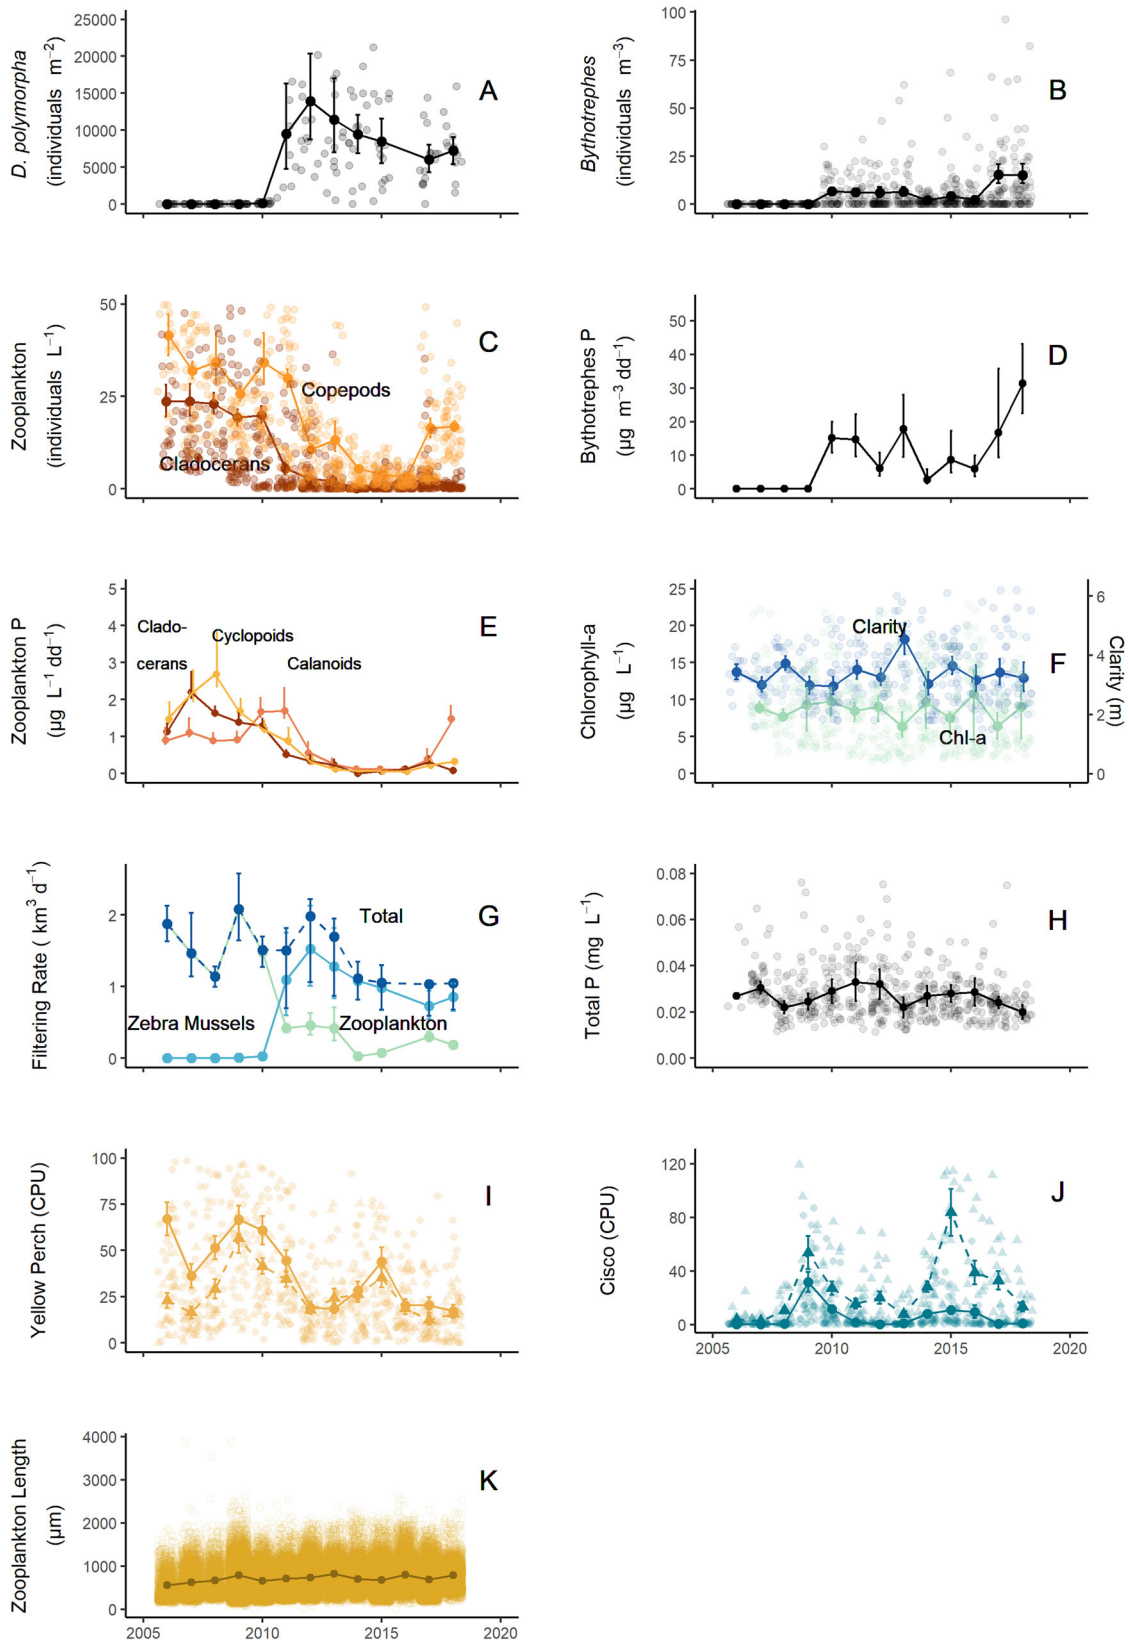 25000
20000
15000
10000
5000
0
D. polymorpha
(individuals m⁻²)
A
100
75
50
25
0
Bythotrephes
(individuals m⁻³)
B
50
25
0
Zooplankton
(individuals L⁻¹)
C
Copepods
Cladocerans
50
40
30
20
10
0
Bythotrephes P
(µg m⁻³ dd⁻¹)
D
5
4
3
2
1
0
Zooplankton P
(µg L⁻¹ dd⁻¹)
E
Clado-
cerans
Cyclopoids
Calanoids
25
20
15
10
5
0
Chlorophyll-a
(µg L⁻¹)
F
Clarity
Chl-a
6
4
2
0
Clarity (m)
2
1
0
Filtering Rate ( km³ d⁻¹)
G
Total
Zebra Mussels
Zooplankton
0.08
0.06
0.04
0.02
0.00
Total P (mg L⁻¹)
H
100
75
50
25
0
Yellow Perch (CPU)
I
120
80
40
0
Cisco (CPU)
J
2005
2010
2015
2020
4000
3000
2000
1000
0
Zooplankton Length
(µm)
K
2005
2010
2015
2020